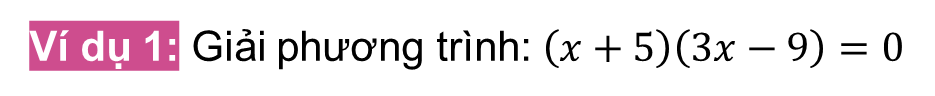 Ví dụ 1: Giải phương trình: (𝑥 + 5)(3𝑥 − 9) = 0